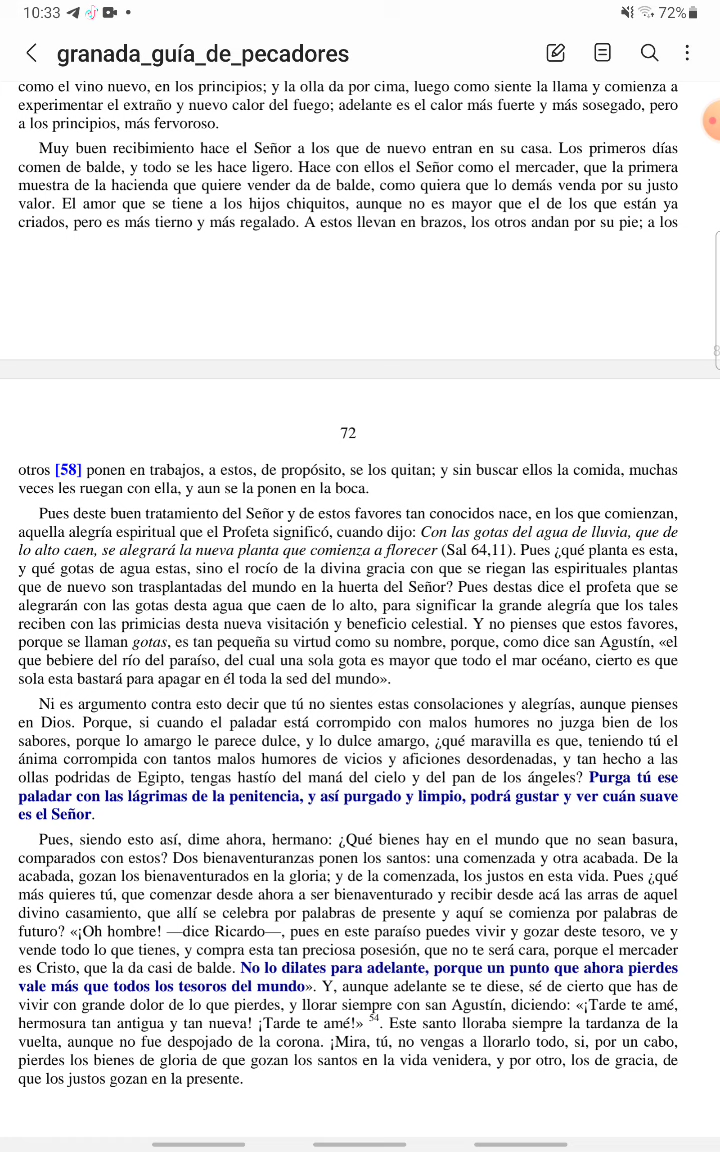 10:33
72%
granada_guía_de_pecadores
como el vino nuevo, en los principios; y la olla da por cima, luego como siente la llama y comienza a
experimentar el extraño y nuevo calor del fuego; adelante es el calor más fuerte y más sosegado, pero
a los principios, más fervoroso.
Muy buen recibimiento hace el Señor a los que de nuevo entran en su casa. Los primeros días
comen de balde, y todo se les hace ligero. Hace con ellos el Señor como el mercader, que la primera
muestra de la hacienda que quiere vender da de balde, como quiera que lo demás venda por su justo
valor. El amor que se tiene a los hijos chiquitos, aunque no es mayor que el de los que están ya
criados, pero es más tierno y más regalado. A estos llevan en brazos, los otros andan por su pie; a los
72
otros [58] ponen en trabajos, a estos, de propósito, se los quitan; y sin buscar ellos la comida, muchas
veces les ruegan con ella, y aun se la ponen en la boca.
Pues deste buen tratamiento del Señor y de estos favores tan conocidos nace, en los que comienzan,
aquella alegría espiritual que el Profeta significó, cuando dijo: Con las gotas del agua de lluvia, que de
lo alto caen, se alegrará la nueva planta que comienza a florecer (Sal 64,11). Pues ¿qué planta es esta,
y qué gotas de agua estas, sino el rocío de la divina gracia con que se riegan las espirituales plantas
que de nuevo son trasplantadas del mundo en la huerta del Señor? Pues destas dice el profeta que se
alegrarán con las gotas desta agua que caen de lo alto, para significar la grande alegría que los tales
reciben con las primicias desta nueva visitación y beneficio celestial. Y no pienses que estos favores,
porque se llaman gotas, es tan pequeña su virtud como su nombre, porque, como dice san Agustín, «el
que bebiere del río del paraíso, del cual una sola gota es mayor que todo el mar océano, cierto es que
sola esta bastará para apagar en él toda la sed del mundo».
Ni es argumento contra esto decir que tú no sientes estas consolaciones y alegrías, aunque pienses
en Dios. Porque, si cuando el paladar está corrompido con malos humores no juzga bien de los
sabores, porque lo amargo le parece dulce, y lo dulce amargo, ¿qué maravilla es que, teniendo tú el
ánima corrompida con tantos malos humores de vicios y aficiones desordenadas, y tan hecho a las
ollas podridas de Egipto, tengas hastío del maná del cielo y del pan de los ángeles? Purga tú ese
paladar con las lágrimas de la penitencia, y así purgado y limpio, podrá gustar y ver cuán suave
es el Señor.
Pues, siendo esto así, dime ahora, hermano: ¿Qué bienes hay en el mundo que no sean basura,
comparados con estos? Dos bienaventuranzas ponen los santos: una comenzada y otra acabada. De la
acabada, gozan los bienaventurados en la gloria; y de la comenzada, los justos en esta vida. Pues ¿qué
más quieres tú, que comenzar desde ahora a ser bienaventurado y recibir desde acá las arras de aquel
divino casamiento, que allí se celebra por palabras de presente y aquí se comienza por palabras de
futuro? «¡Oh hombre! —dice Ricardo—, pues en este paraíso puedes vivir y gozar deste tesoro, ve y
vende todo lo que tienes, y compra esta tan preciosa posesión, que no te será cara, porque el mercader
es Cristo, que la da casi de balde. No lo dilates para adelante, porque un punto que ahora pierdes
vale más que todos los tesoros del mundo». Y, aunque adelante se te diese, sé de cierto que has de
vivir con grande dolor de lo que pierdes, y llorar siempre con san Agustín, diciendo: «¡Tarde te amé,
hermosura tan antigua y tan nueva! ¡Tarde te amé!» 54. Este santo lloraba siempre la tardanza de la
vuelta, aunque no fue despojado de la corona. ¡Mira, tú, no vengas a llorarlo todo, si, por un cabo,
pierdes los bienes de gloria de que gozan los santos en la vida venidera, y por otro, los de gracia, de
que los justos gozan en la presente.